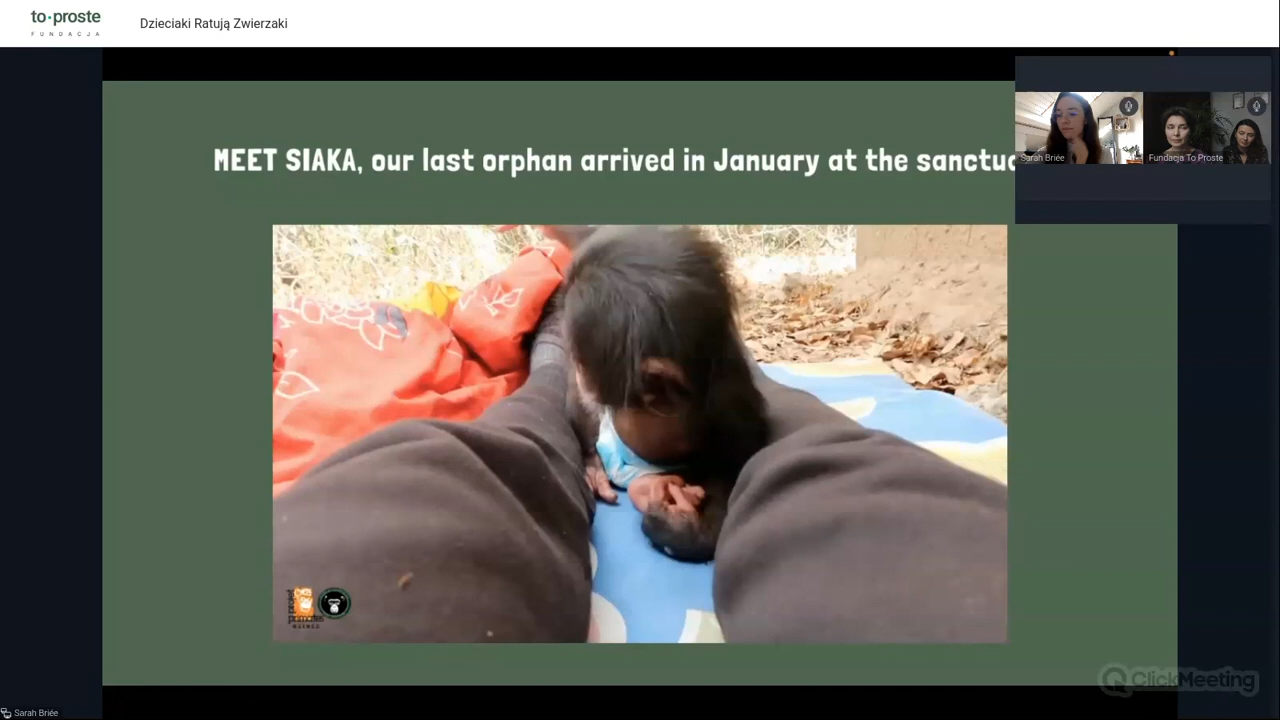 to·proste
FUNDACJA
Dzieciaki Ratują Zwierzaki
MEET SIAKA, our last orphan arrived in January at the sanctuc
Sarah Briée
Fundacja To Proste
ClickMeeting
Sarah Briée